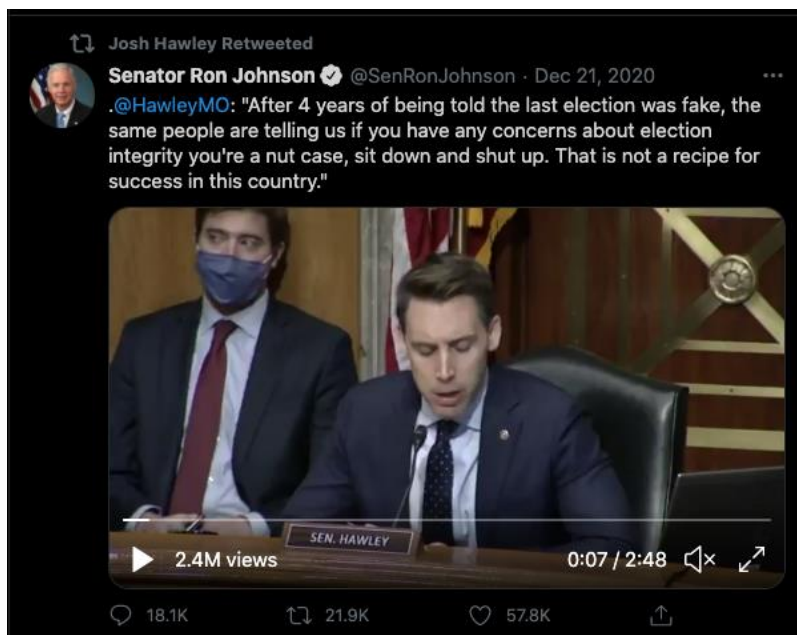 Josh Hawley Retweeted
Senator Ron Johnson @SenRonJohnson · Dec 21, 2020
.@HawleyMO: "After 4 years of being told the last election was fake, the
same people are telling us if you have any concerns about election
integrity you're a nut case, sit down and shut up. That is not a recipe for
success in this country."
SEN. HAWLEY
2.4M views 0:07 / 2:48
18.1K 21.9K 57.8K